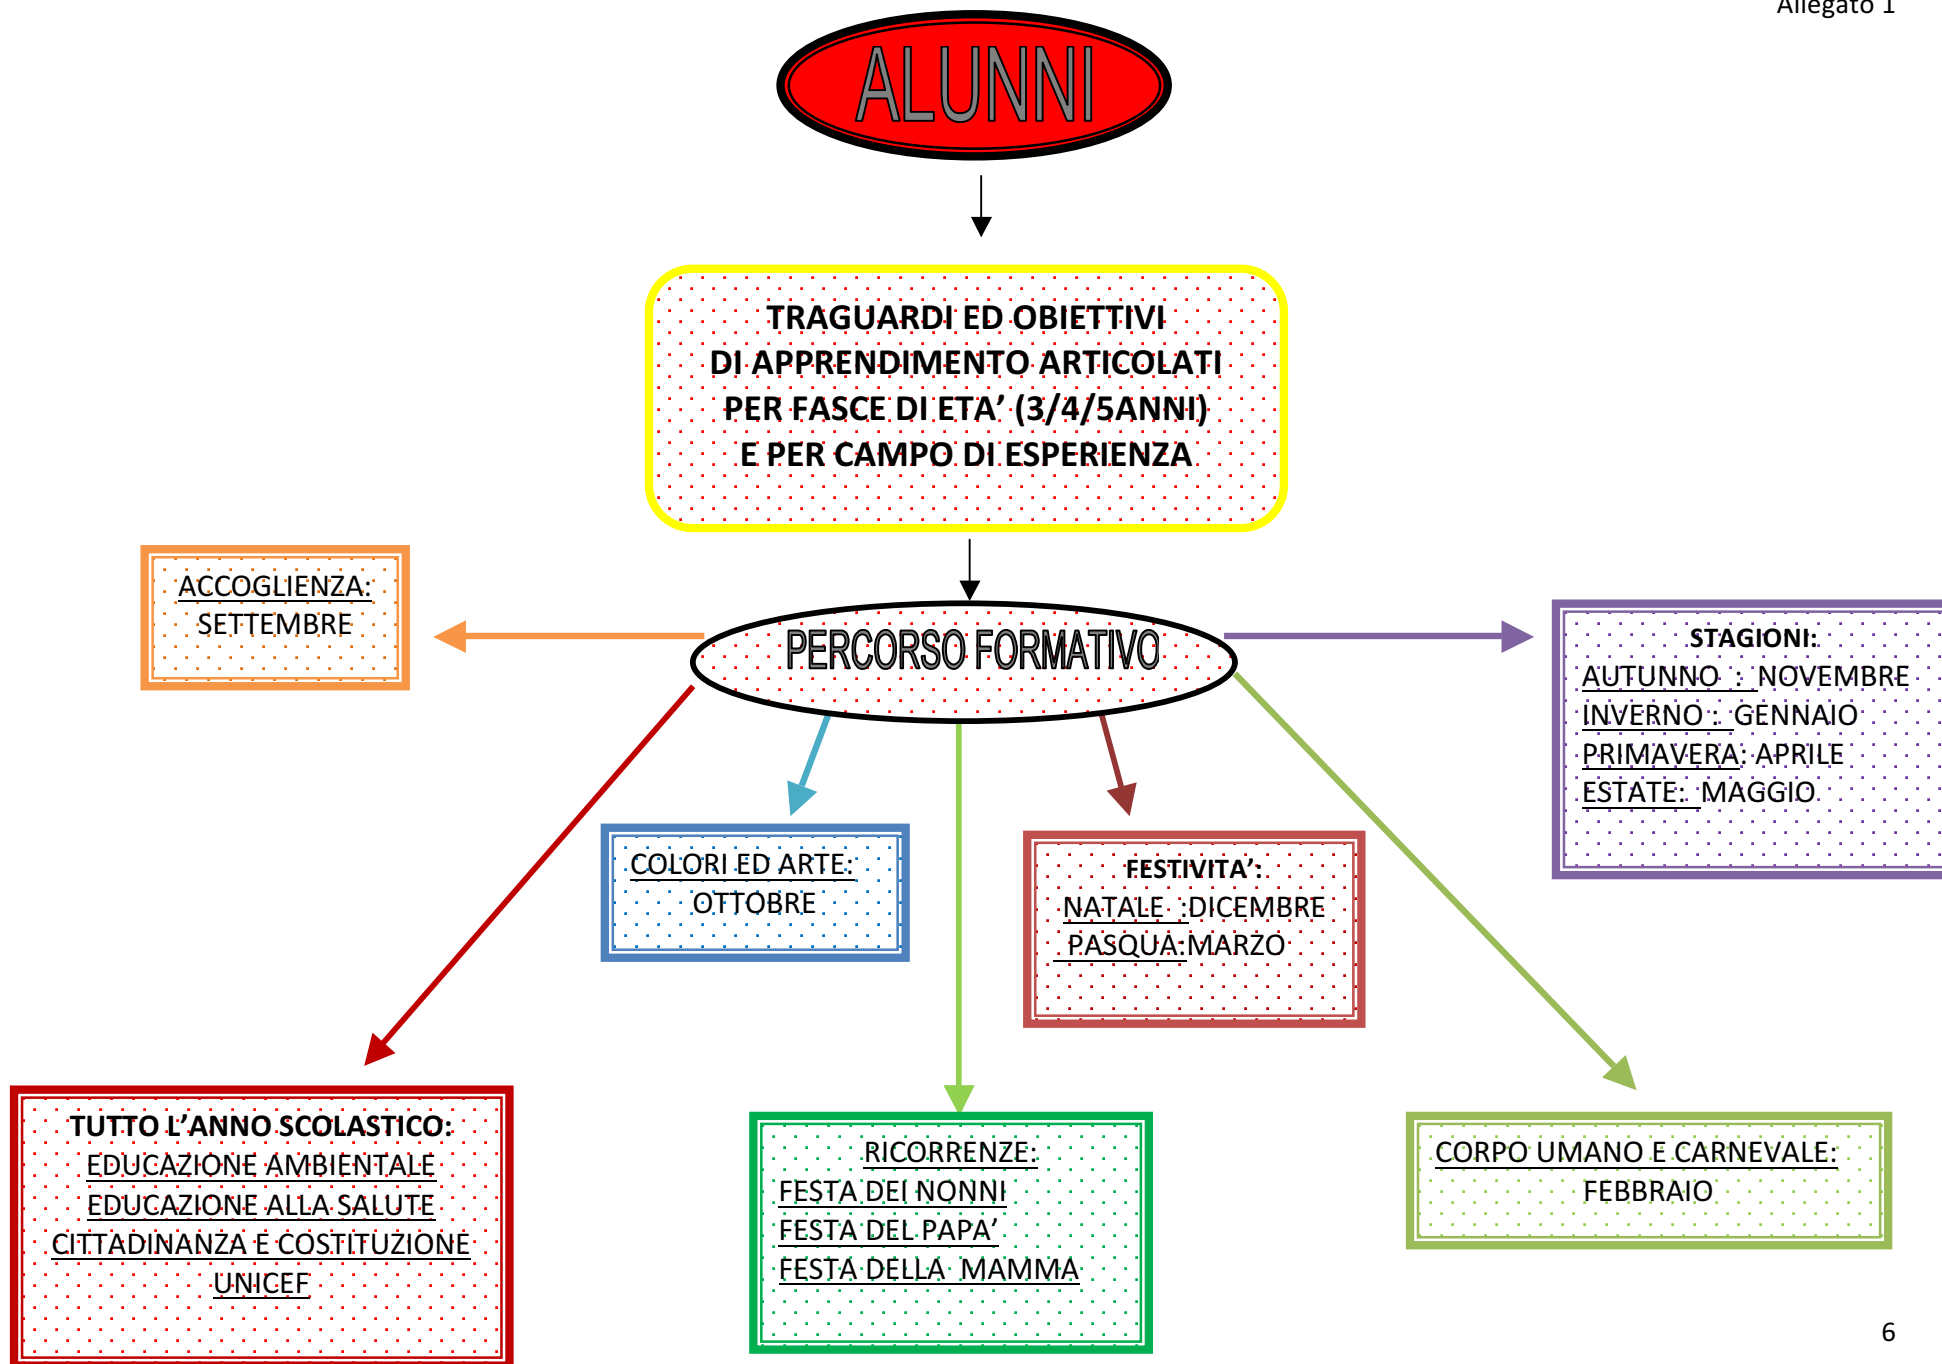 Allegato 1
ALUNNI
TRAGUARDI ED OBIETTIVI
DI APPRENDIMENTO ARTICOLATI
PER FASCE DI ETA’ (3/4/5ANNI)
E PER CAMPO DI ESPERIENZA
ACCOGLIENZA:
SETTEMBRE
PERCORSO FORMATIVO
STAGIONI:
AUTUNNO : NOVEMBRE
INVERNO : GENNAIO
PRIMAVERA: APRILE
ESTATE: MAGGIO
COLORI ED ARTE:
OTTOBRE
FESTIVITA’:
NATALE :DICEMBRE
PASQUA:MARZO
TUTTO L’ANNO SCOLASTICO:
EDUCAZIONE AMBIENTALE
EDUCAZIONE ALLA SALUTE
CITTADINANZA E COSTITUZIONE
UNICEF
RICORRENZE:
FESTA DEI NONNI
FESTA DEL PAPA’
FESTA DELLA MAMMA
CORPO UMANO E CARNEVALE:
FEBBRAIO
6